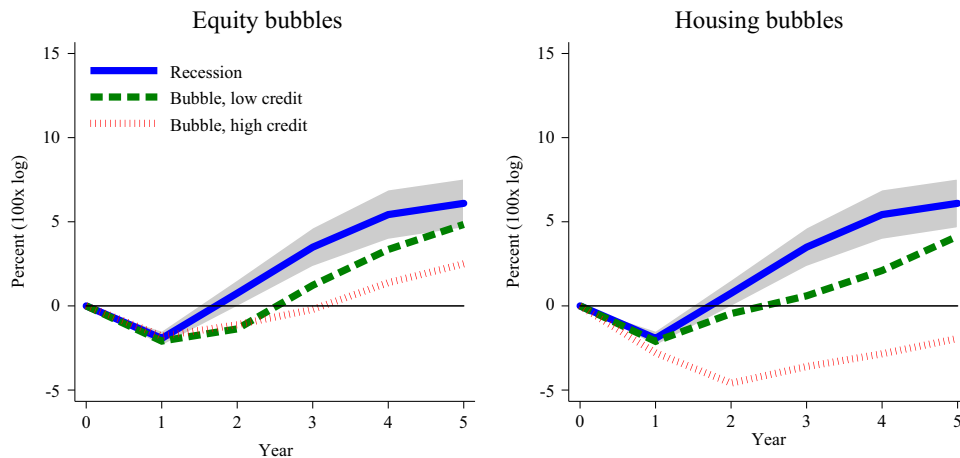 Equity bubbles
Percent (100x log)
15
10
5
0
-5
Recession
Bubble, low credit
Bubble, high credit
0 1 2 3 4 5
Year
Housing bubbles
Percent (100x log)
15
10
5
0
-5
0 1 2 3 4 5
Year